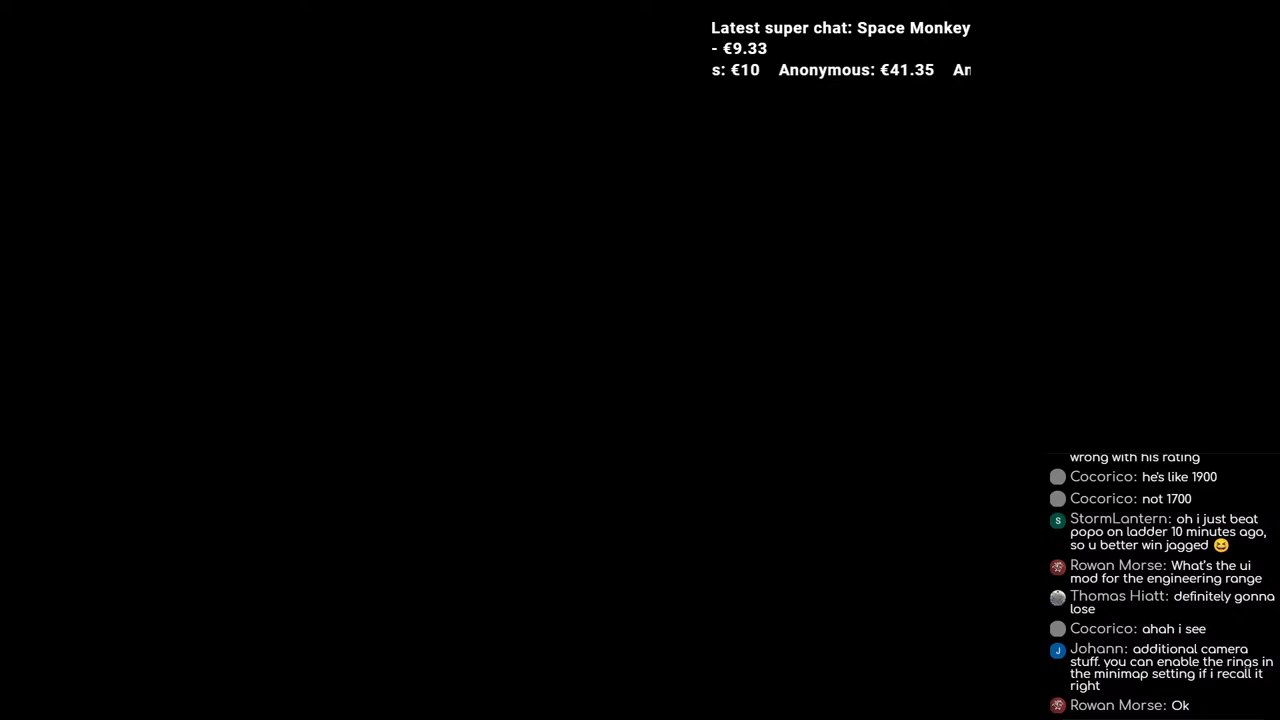 Latest super chat: Space Monkey
- €9.33
s: €10 Anonymous: €41.35 An
wrong with his rating
Cocorico: he's like 1900
Cocorico: not 1700
S StormLantern: oh i just beat
popo on ladder 10 minutes ago,
so u better win jagged 😆
Rowan Morse: What's the ui
mod for the engineering range
Thomas Hiatt: definitely gonna
lose
Cocorico: ahah i see
J Johann: additional camera
stuff. you can enable the rings in
the minimap setting if i recall it
right
Rowan Morse: Ok